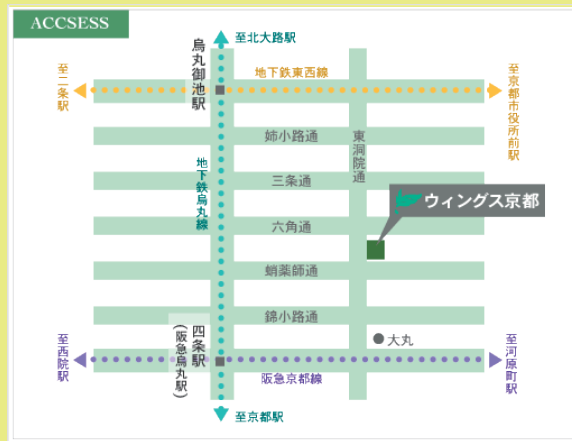 ACCSESS
至北大路駅
烏丸御池駅
地下鉄東西線
至二条駅
至京都市役所前駅
姉小路通
東洞院通
地下鉄烏丸線
三条通
ウィングス京都
六角通
蛸薬師通
錦小路通
四条駅
(阪急烏丸駅)
大丸
至西院駅
至河原町駅
阪急京都線
至京都駅